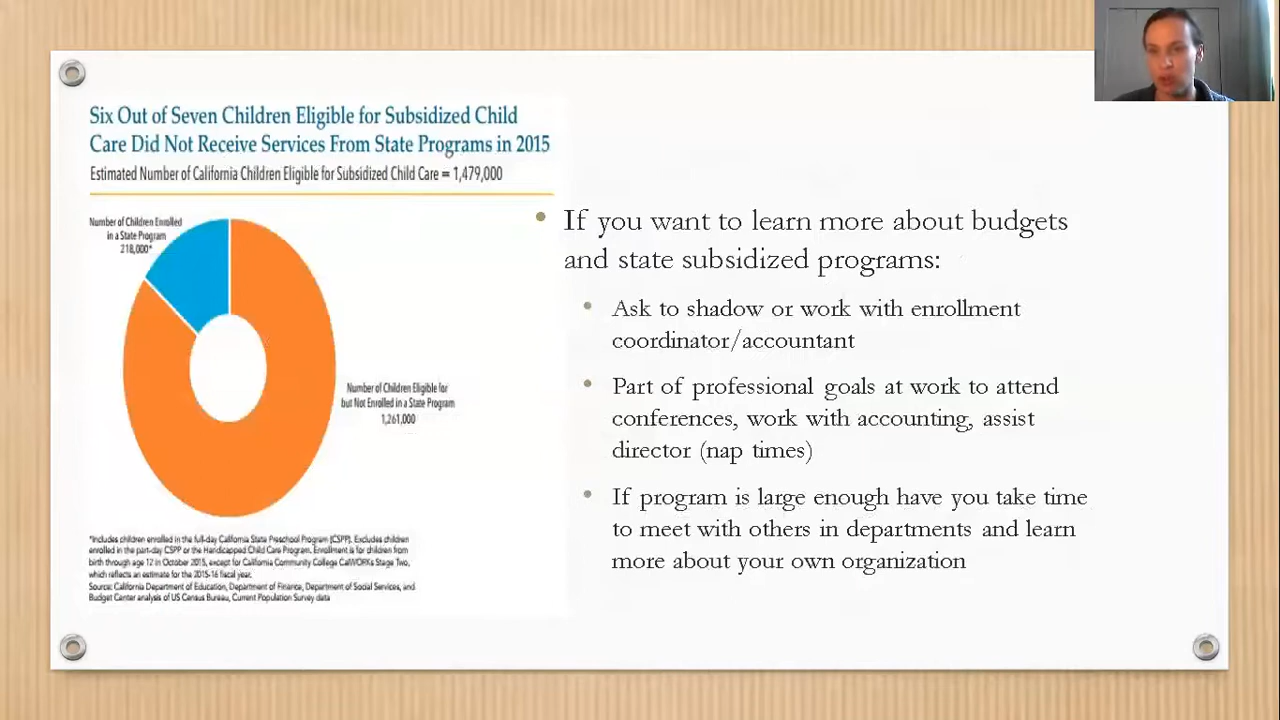 Six Out of Seven Children Eligible for Subsidized Child
Care Did Not Receive Services From State Programs in 2015
Estimated Number of California Children Eligible for Subsidized Child Care = 1,479,000
Number of Children Enrolled
in a State Program
218,000*
Number of Children Eligible for
but Not Enrolled in a State Program
1,261,000
*Includes children enrolled in the full-day California State Preschool Program (CSPP). Excludes children
enrolled in the part-day CSPP or the Handicapped Child Care Program. Enrollment is for children from
birth through age 12 in October 2015, except for California Community College CalWORKs Stage Two,
which reflects an estimate for the 2015-16 fiscal year.
Source: California Department of Education, Department of Finance, Department of Social Services, and
Budget Center analysis of US Census Bureau, Current Population Survey data
• If you want to learn more about budgets
and state subsidized programs:
• Ask to shadow or work with enrollment
coordinator/accountant
• Part of professional goals at work to attend
conferences, work with accounting, assist
director (nap times)
• If program is large enough have you take time
to meet with others in departments and learn
more about your own organization